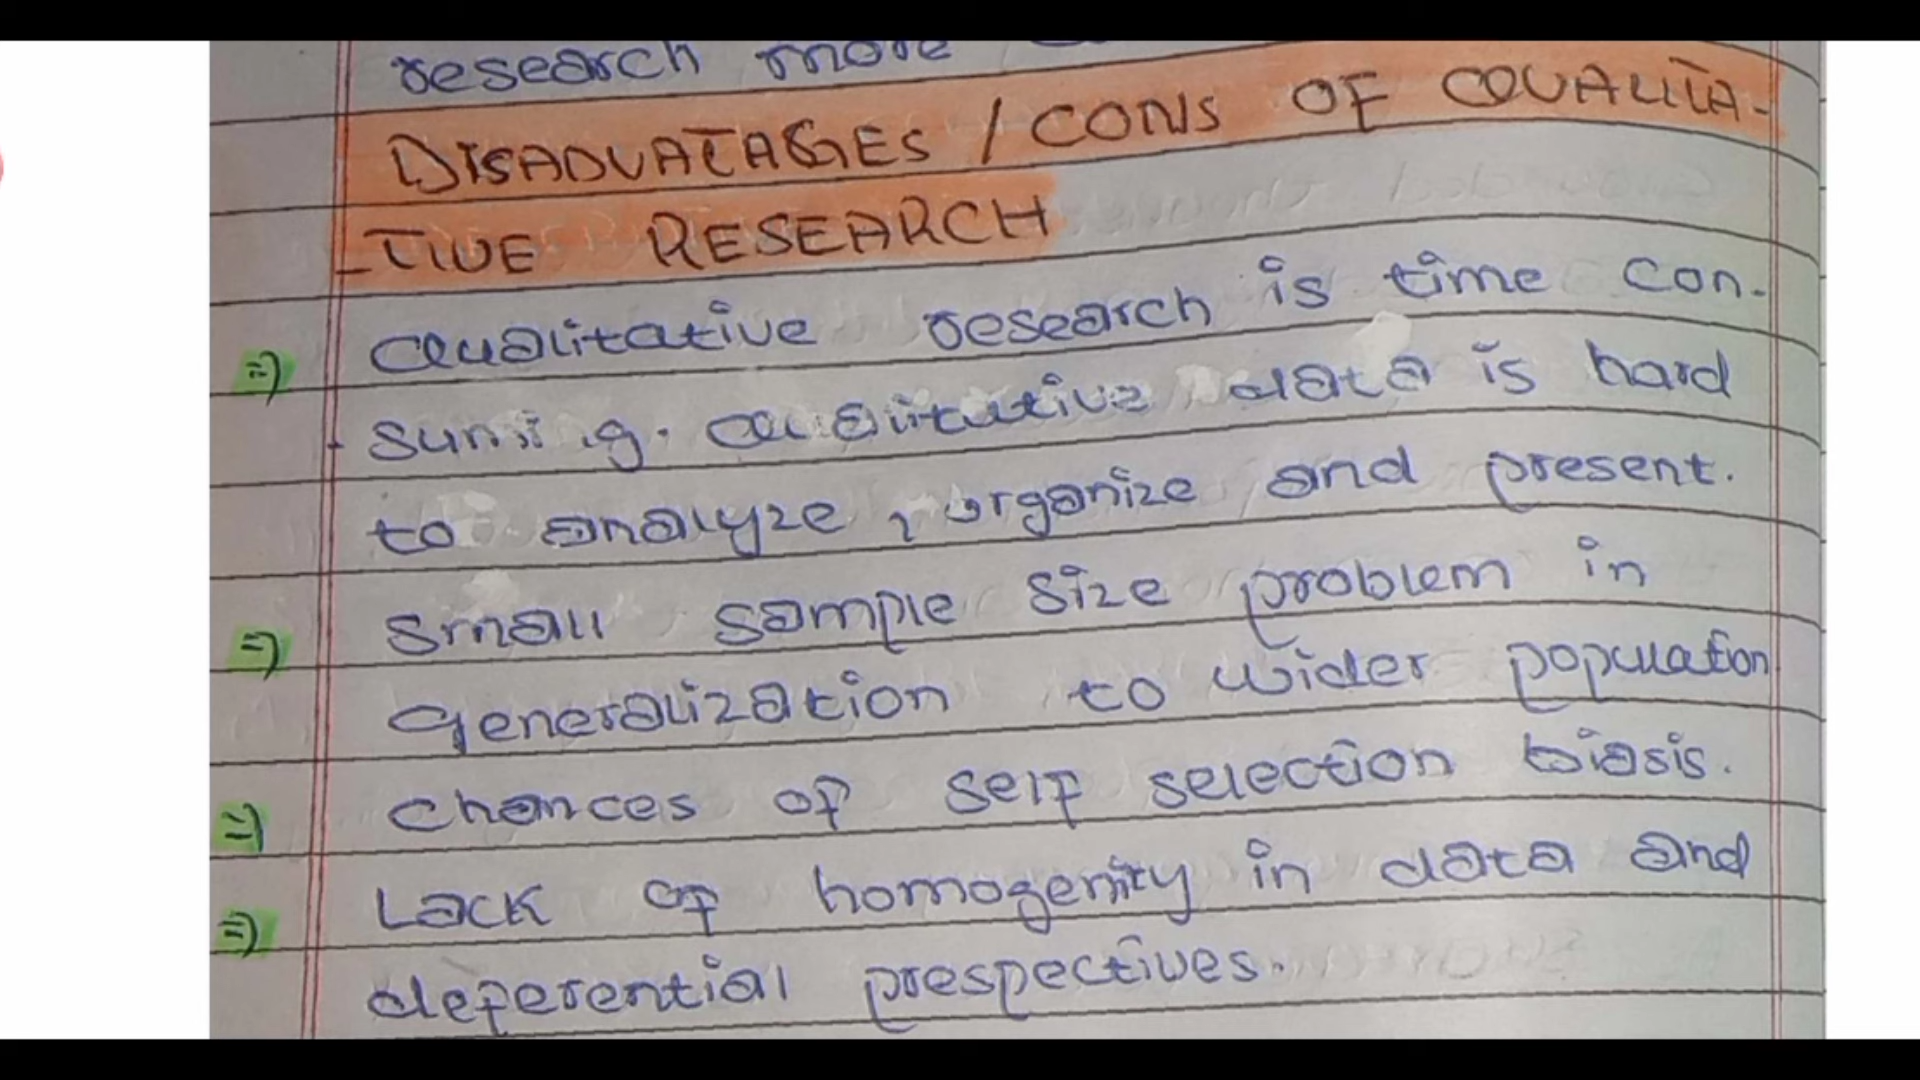 research more
DISADVATAGES / CONS OF QUALITA-
-TIVE RESEARCH
=) Qualitative research is time con-
- suming. Qualitative data is hard
to analyze, organize and present.
=) Small sample size problem in
generalization to wider population
=) Chances of self selection biasis.
=) Lack of homogenity in data and
deferential prespectives.